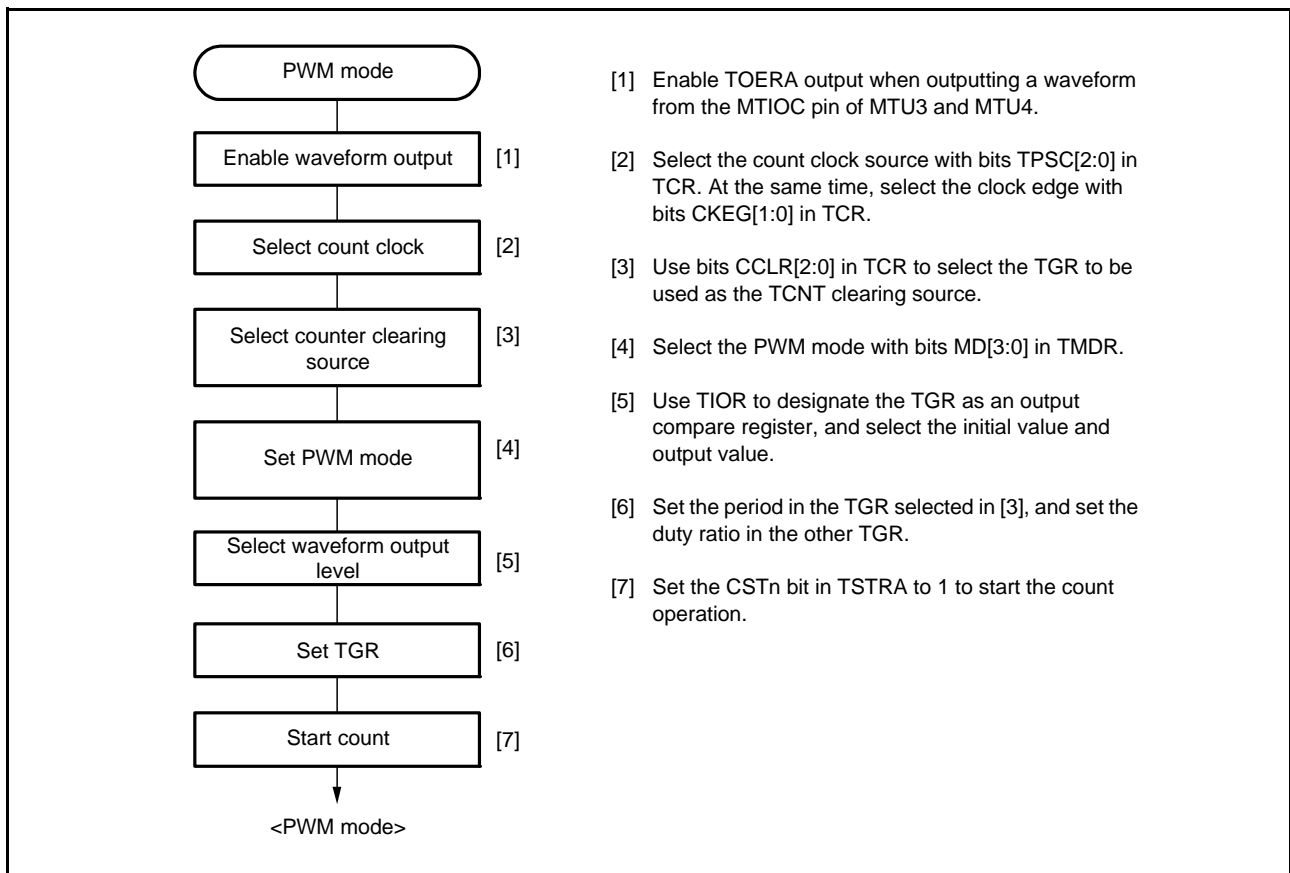 PWM mode
Enable waveform output [1]
Select count clock [2]
Select counter clearing [3]
source
Set PWM mode [4]
Select waveform output
level [5]
Set TGR [6]
Start count [7]
<PWM mode>
[1] Enable TOERA output when outputting a waveform
from the MTIOC pin of MTU3 and MTU4.
[2] Select the count clock source with bits TPSC[2:0] in
TCR. At the same time, select the clock edge with
bits CKEG[1:0] in TCR.
[3] Use bits CCLR[2:0] in TCR to select the TGR to be
used as the TCNT clearing source.
[4] Select the PWM mode with bits MD[3:0] in TMDR.
[5] Use TIOR to designate the TGR as an output
compare register, and select the initial value and
output value.
[6] Set the period in the TGR selected in [3], and set the
duty ratio in the other TGR.
[7] Set the CSTn bit in TSTRA to 1 to start the count
operation.